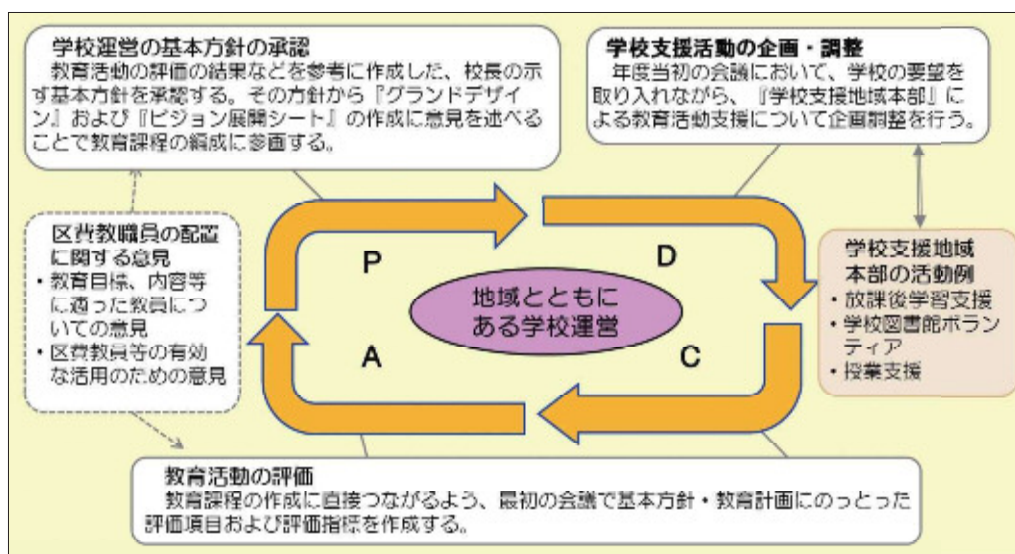 学校運営の基本方針の承認
教育活動の評価の結果などを参考に作成した、校長の示
す基本方針を承認する。その方針から『グランドデザイ
ン』および『ビジョン展開シート』の作成に意見を述べる
ことで教育課程の編成に参画する。
学校支援活動の企画・調整
年度当初の会議において、学校の要望を
取り入れながら、『学校支援地域本部』に
よる教育活動支援について企画調整を行う。
区費教職員の配置
に関する意見
・教育目標、内容等
に適った教員につ
いての意見
・区費教員等の有効
な活用のための意見
P
D
地域とともに
ある学校運営
A
C
学校支援地域
本部の活動例
・放課後学習支援
・学校図書館ボラン
ティア
・授業支援
教育活動の評価
教育課程の作成に直接つながるよう、最初の会議で基本方針・教育計画にのっとった
評価項目および評価指標を作成する。